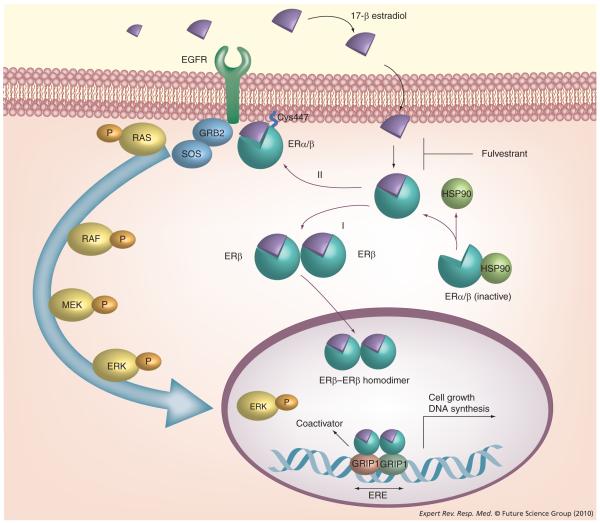 17-β estradiol
EGFR
Cys447
P
RAS
GRB2
SOS
ERα/β
Fulvestrant
II
HSP90
I
RAF
P
ERβ
ERβ
HSP90
ERα/β (inactive)
MEK
P
ERK
P
ERβ–ERβ homodimer
ERK
P
Cell growth
DNA synthesis
Coactivator
GRIP1
GRIP1
ERE
Expert Rev. Resp. Med. © Future Science Group (2010)